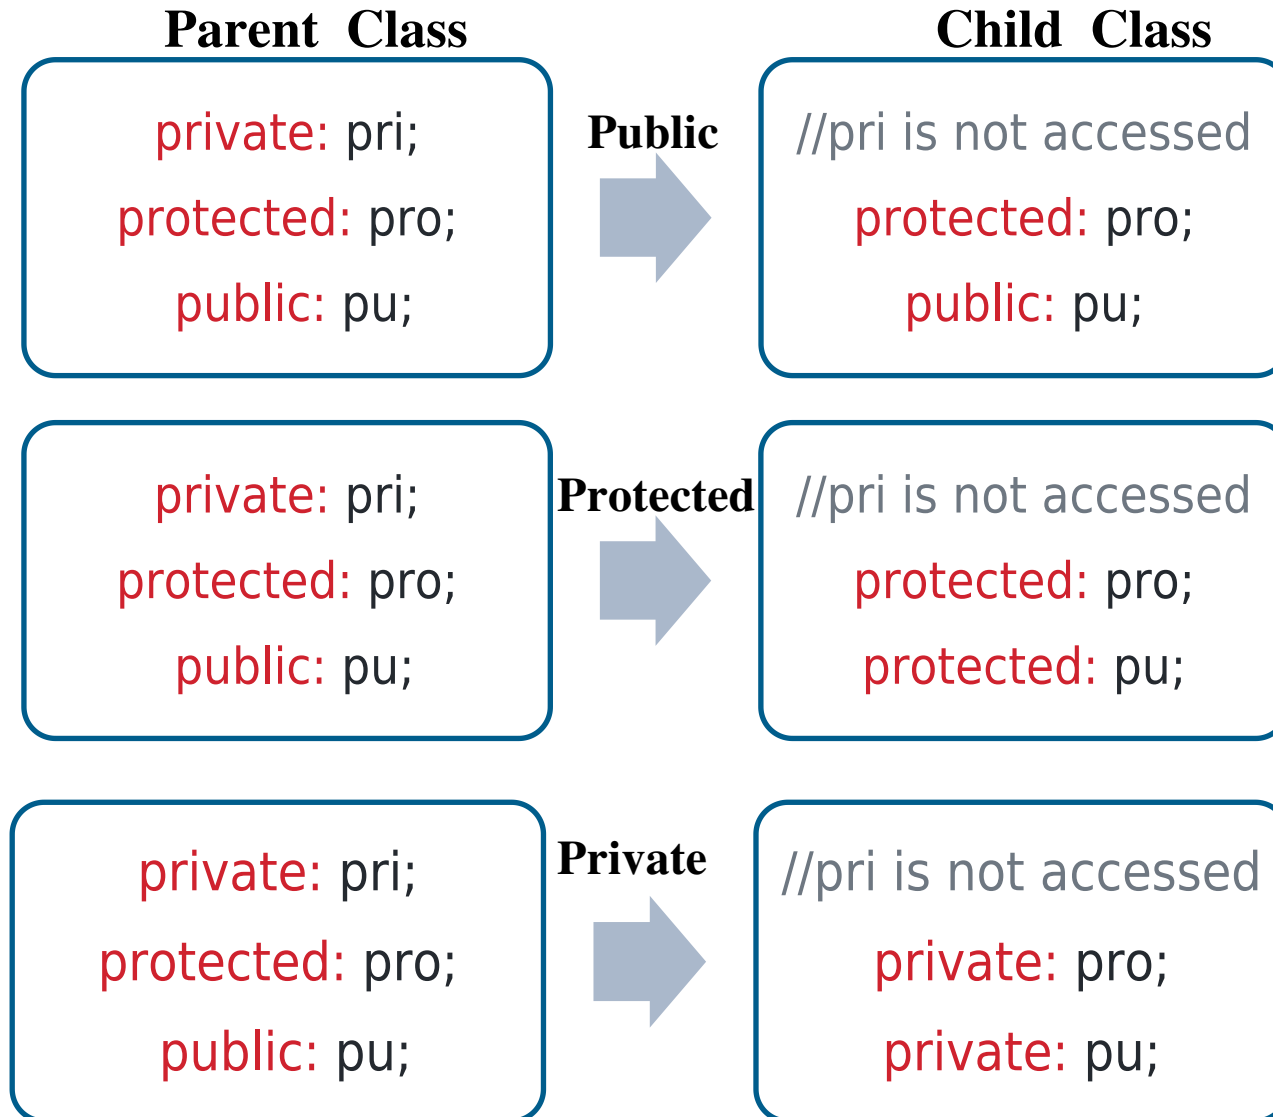 Parent Class
Child Class
private: pri;
protected: pro;
public: pu;
Public
//pri is not accessed
protected: pro;
public: pu;
private: pri;
protected: pro;
public: pu;
Protected
//pri is not accessed
protected: pro;
protected: pu;
private: pri;
protected: pro;
public: pu;
Private
//pri is not accessed
private: pro;
private: pu;